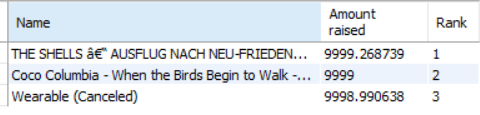 Name Amount raised Rank
THE SHELLS â€“ AUSFLUG NACH NEU-FRIEDEN... 9999.268739 1
Coco Columbia - When the Birds Begin to Walk -... 9999 2
Wearable (Canceled) 9998.990638 3